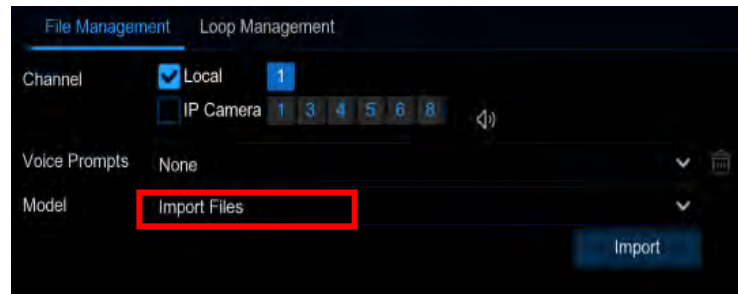 File Management Loop Management
Channel Local 1
IP Camera 1 3 4 5 6 8
Voice Prompts None
Model Import Files
Import